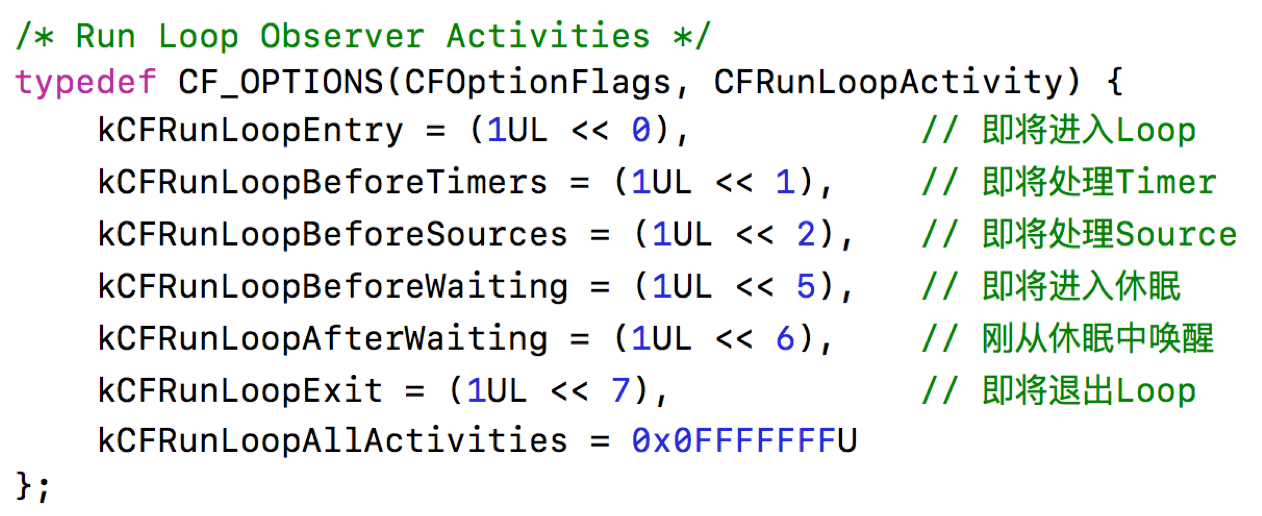 /* Run Loop Observer Activities */
typedef CF_OPTIONS(CFOptionFlags, CFRunLoopActivity) {
    kCFRunLoopEntry = (1UL << 0),           // 即将进入Loop
    kCFRunLoopBeforeTimers = (1UL << 1),    // 即将处理Timer
    kCFRunLoopBeforeSources = (1UL << 2),   // 即将处理Source
    kCFRunLoopBeforeWaiting = (1UL << 5),   // 即将进入休眠
    kCFRunLoopAfterWaiting = (1UL << 6),    // 刚从休眠中唤醒
    kCFRunLoopExit = (1UL << 7),            // 即将退出Loop
    kCFRunLoopAllActivities = 0x0FFFFFFFU
};